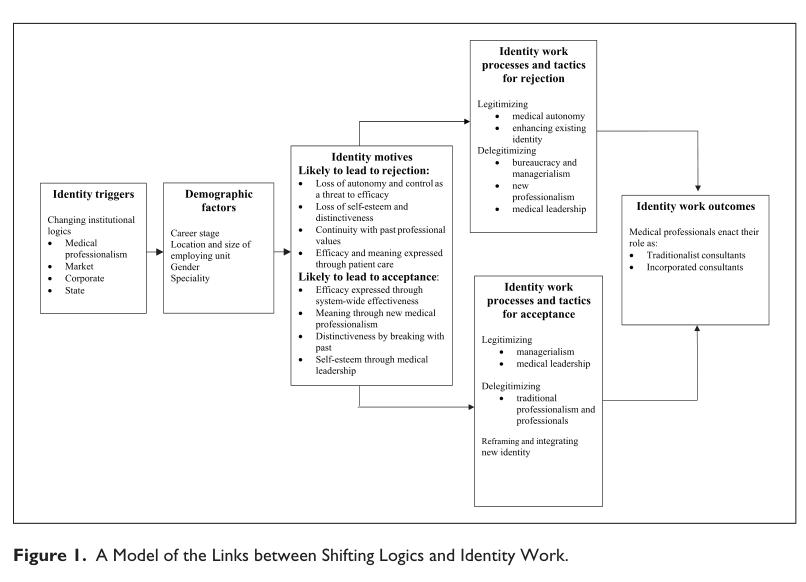 Identity triggers
Changing institutional
logics
• Medical
professionalism
• Market
• Corporate
• State
Demographic
factors
Career stage
Location and size of
employing unit
Gender
Speciality
Identity motives
Likely to lead to rejection:
• Loss of autonomy and control as
a threat to efficacy
• Loss of self-esteem and
distinctiveness
• Continuity with past professional
values
• Efficacy and meaning expressed
through patient care
Likely to lead to acceptance:
• Efficacy expressed through
system-wide effectiveness
• Meaning through new medical
professionalism
• Distinctiveness by breaking with
past
• Self-esteem through medical
leadership
Identity work
processes and tactics
for rejection
Legitimizing
• medical autonomy
• enhancing existing
identity
Delegitimizing
• bureaucracy and
managerialism
• new
professionalism
• medical leadership
Identity work
processes and tactics
for acceptance
Legitimizing
• managerialism
• medical leadership
Delegitimizing
• traditional
professionalism and
professionals
Reframing and integrating
new identity
Identity work outcomes
Medical professionals enact their
role as:
• Traditionalist consultants
• Incorporated consultants
Figure 1. A Model of the Links between Shifting Logics and Identity Work.